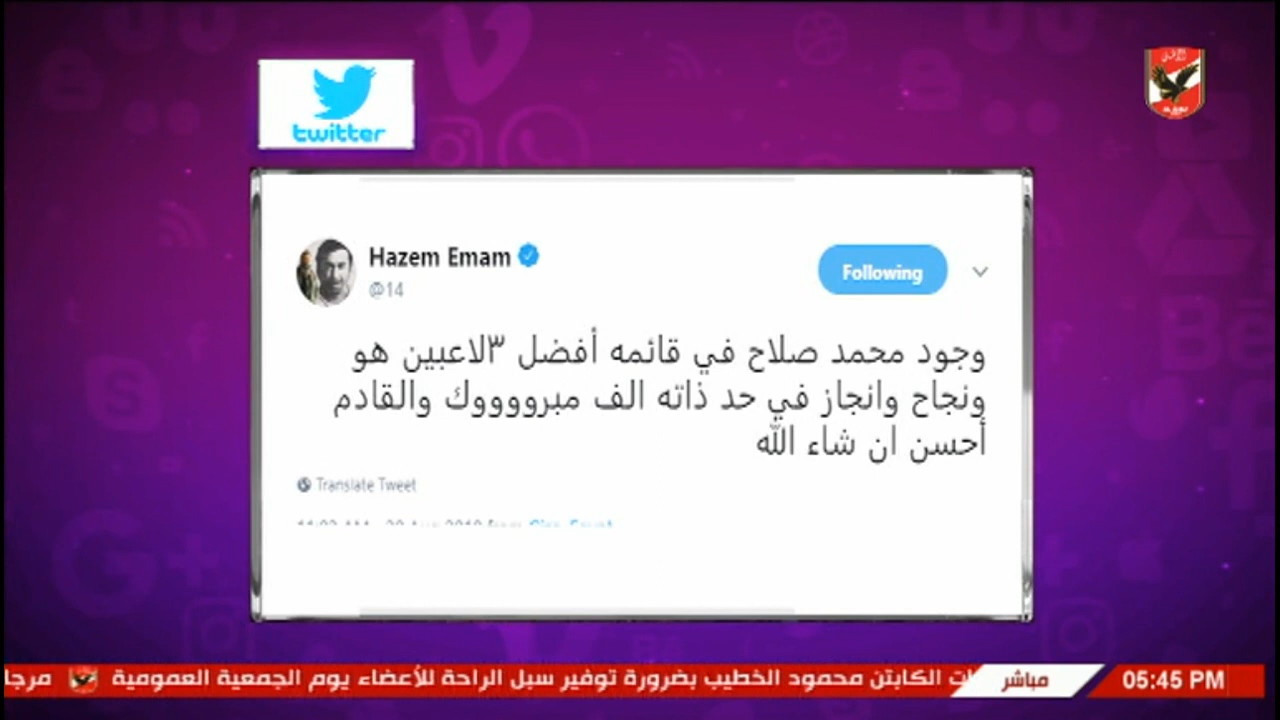 twitter
Hazem Emam
@14
Following
وجود محمد صلاح في قائمه أفضل ٣لاعبين هو
ونجاح وانجاز في حد ذاته الف مبرووووك والقادم
أحسن ان شاء الله
Translate Tweet
05:45 PM
مباشر
ات الكابتن محمود الخطيب بضرورة توفير سبل الراحة للأعضاء يوم الجمعية العمومية